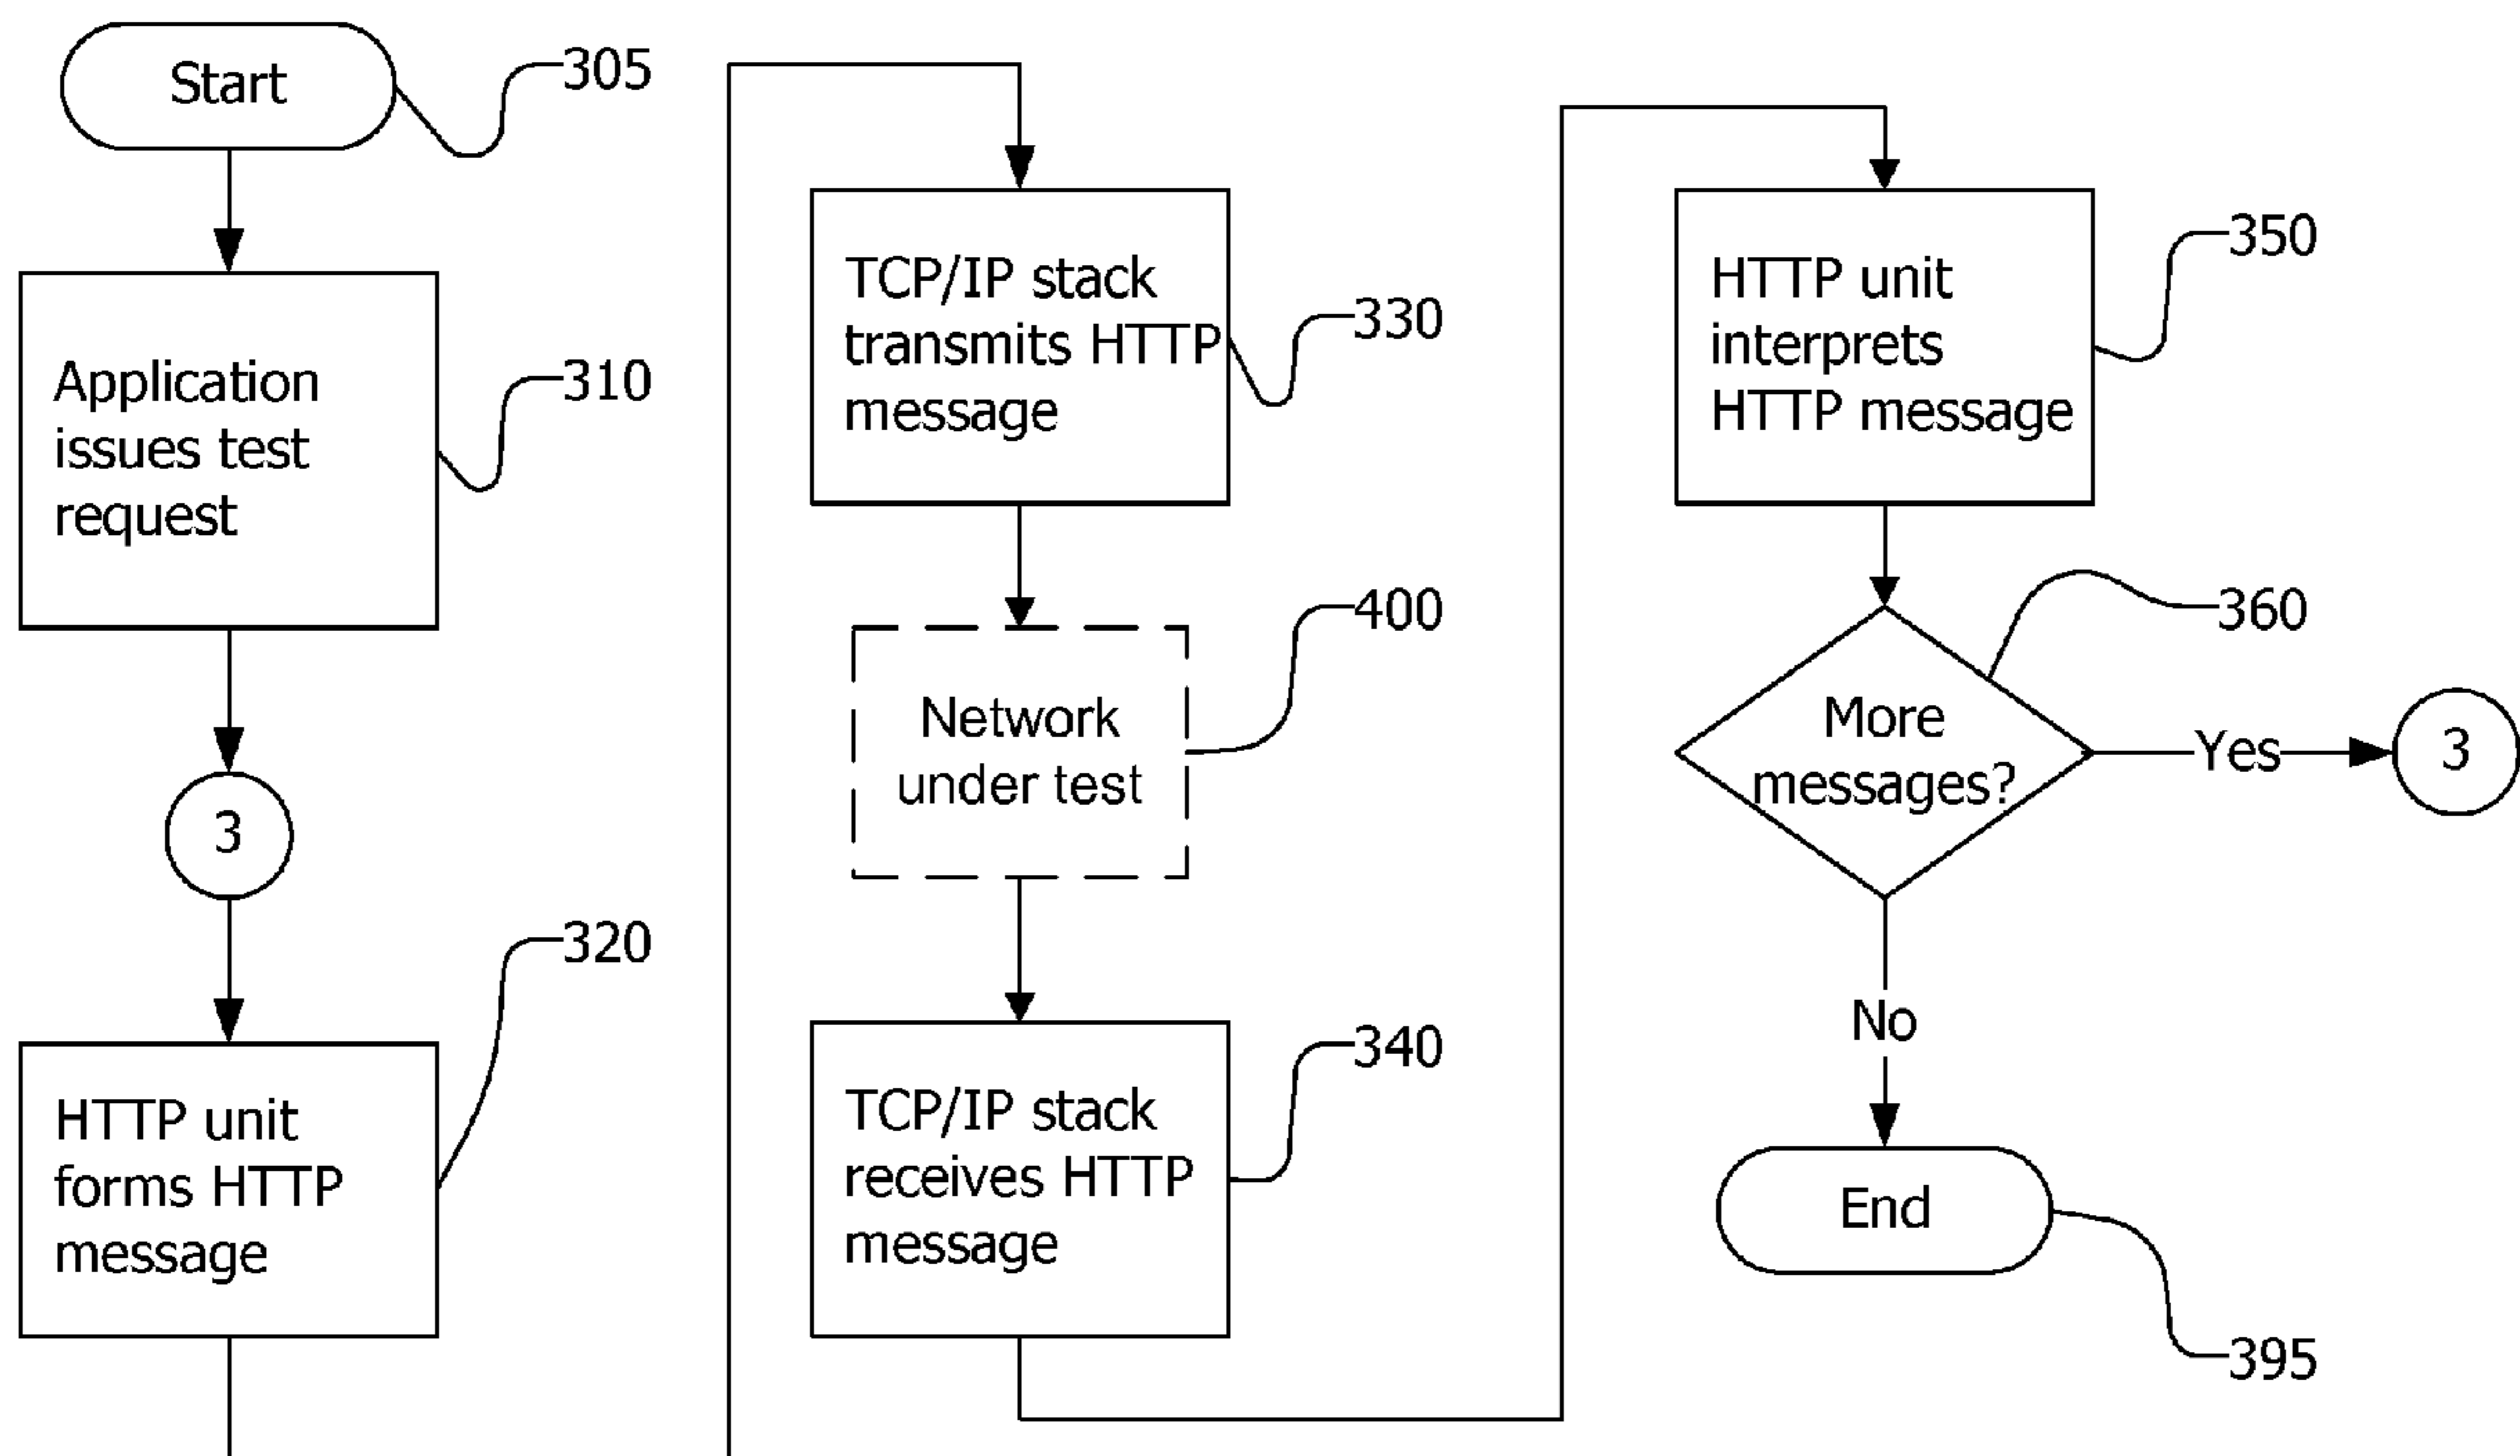 Start
305
Application
issues test
request
310
3
HTTP unit
forms HTTP
message
320
TCP/IP stack
transmits HTTP
message
330
Network
under test
400
TCP/IP stack
receives HTTP
message
340
HTTP unit
interprets
HTTP message
350
More
messages?
360
Yes
3
No
End
395